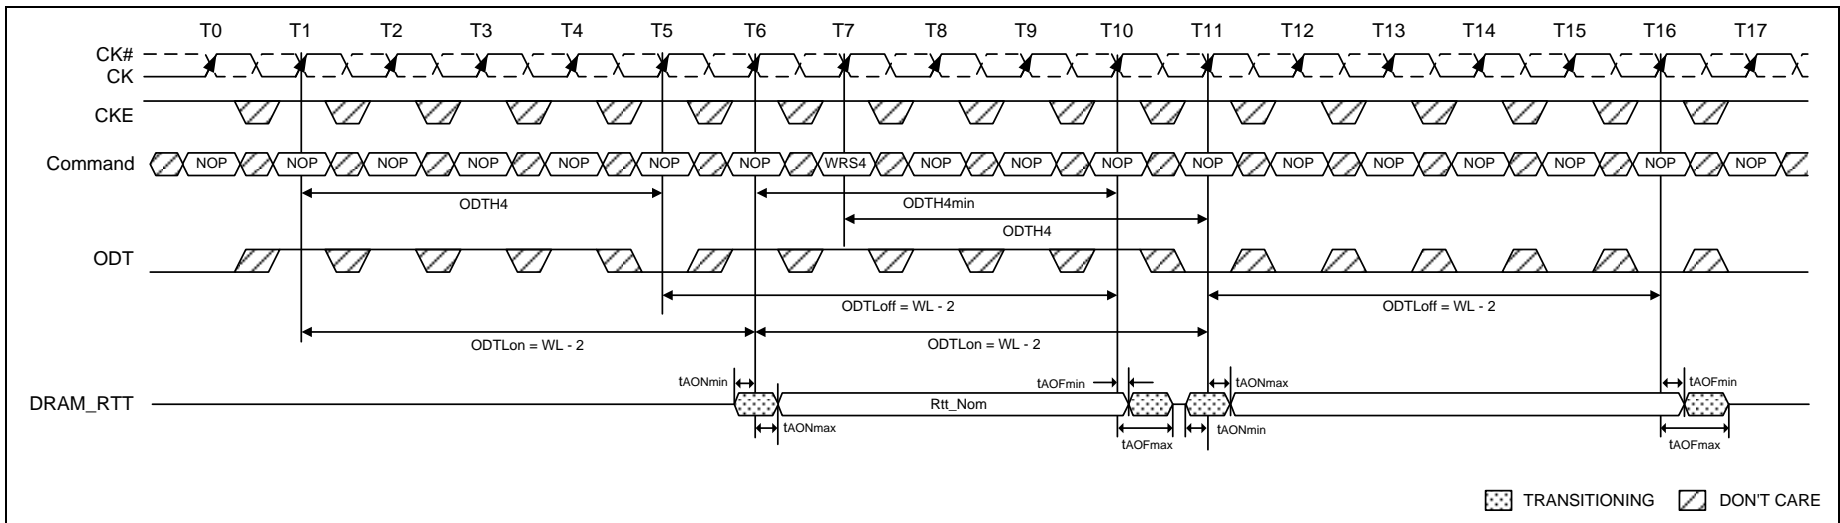 T0 T1 T2 T3 T4 T5 T6 T7 T8 T9 T10 T11 T12 T13 T14 T15 T16 T17
CK#
CK
CKE
Command NOP NOP NOP NOP NOP NOP NOP WRS4 NOP NOP NOP NOP NOP NOP NOP NOP NOP NOP
ODTH4 ODTH4min
ODTH4
ODT
ODTLoff = WL - 2 ODTLoff = WL - 2
ODTLon = WL - 2 ODTLon = WL - 2
tAONmin tAOFmin tAONmax tAOFmin
DRAM_RTT Rtt_Nom
tAONmax tAOFmax tAONmin tAOFmax
TRANSITIONING DON'T CARE